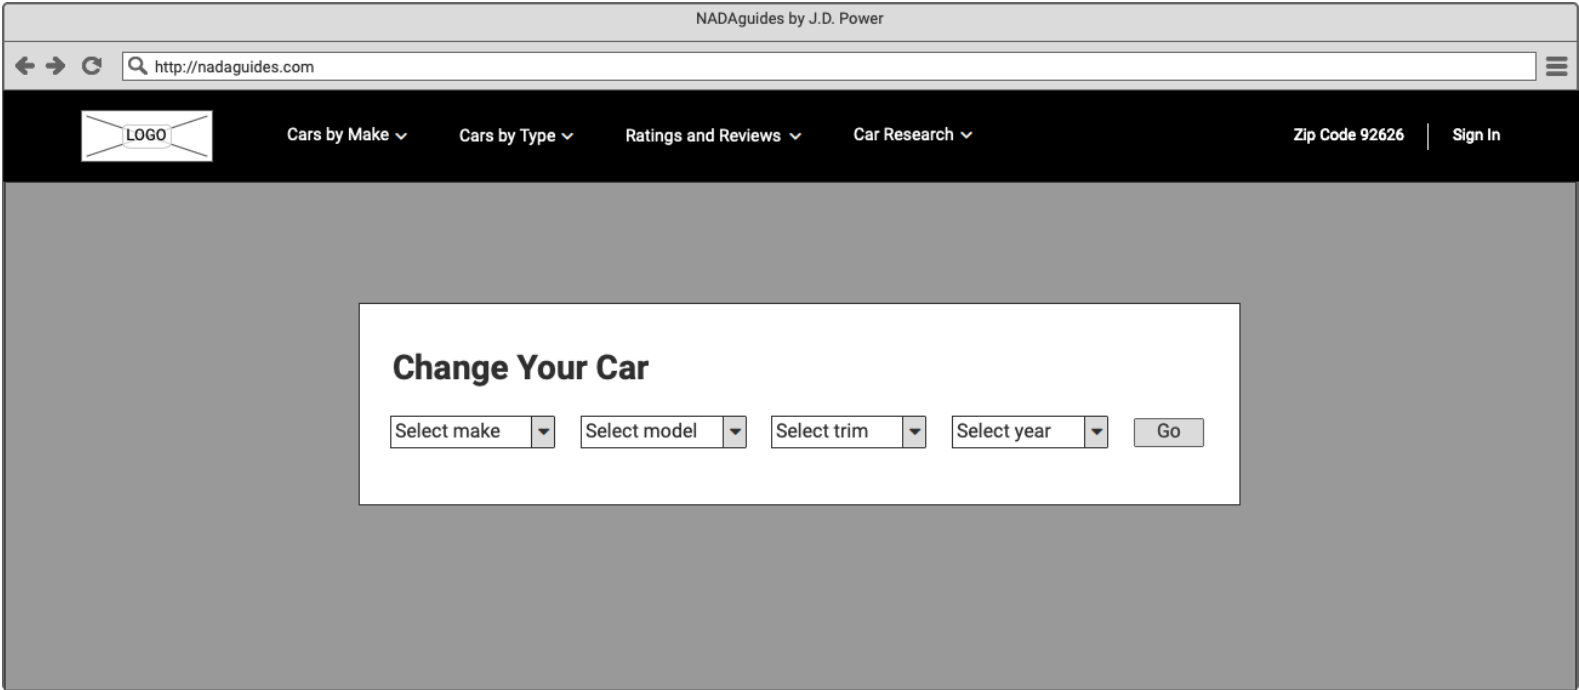 NADAguides by J.D. Power
http://nadaguides.com
LOGO Cars by Make Cars by Type Ratings and Reviews Car Research Zip Code 92626 Sign In
Change Your Car
Select make Select model Select trim Select year Go